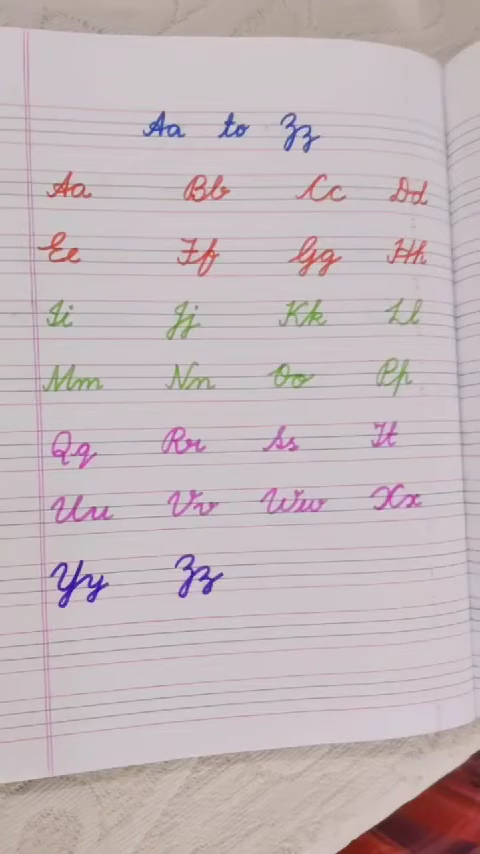 Aa to Zz
Aa Bb Cc Dd
Ee Ff Gg Hh
Ii Jj Kk Ll
Mm Nn Oo Pp
Qq Rr Ss Tt
Uu Vv Ww Xx
Yy Zz